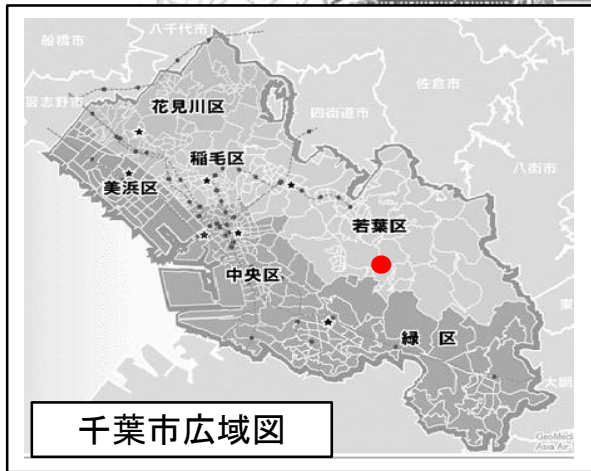 八千代市
船橋市
佐倉市
習志野市
四街道市
花見川区
稲毛区
八街市
美浜区
若葉区
中央区
緑 区
大網
千葉市広域図